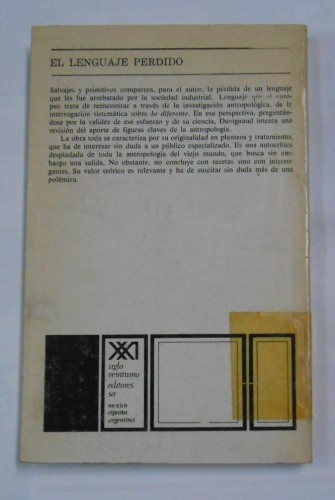 EL LENGUAJE PERDIDO
Salvajes y primitivos comparten, para el autor, la pérdida de un lenguaje
que les fue arrebatado por la sociedad industrial. Lenguaje que el euro-
peo trata de reencontrar a través de la investigación antropológica, de la
interrogación sistemática sobre lo diferente. En esa perspectiva, preguntán-
dose por la validez de ese esfuerzo y de su ciencia, Duvignaud intenta una
revisión del aporte de figuras claves de la antropología.
La obra toda se caracteriza por su originalidad en planteos y tratamiento,
que ha de interesar sin duda a un público especializado. Es una autocrítica
despiadada de toda la antropología del viejo mundo, que busca sin em-
bargo una salida. No obstante, no concluye con recetas sino con interro-
gantes. Su valor teórico es relevante y ha de suscitar sin duda más de una
polémica.
XXI
siglo
veintiuno
editores
sa
méxico
españa
argentina